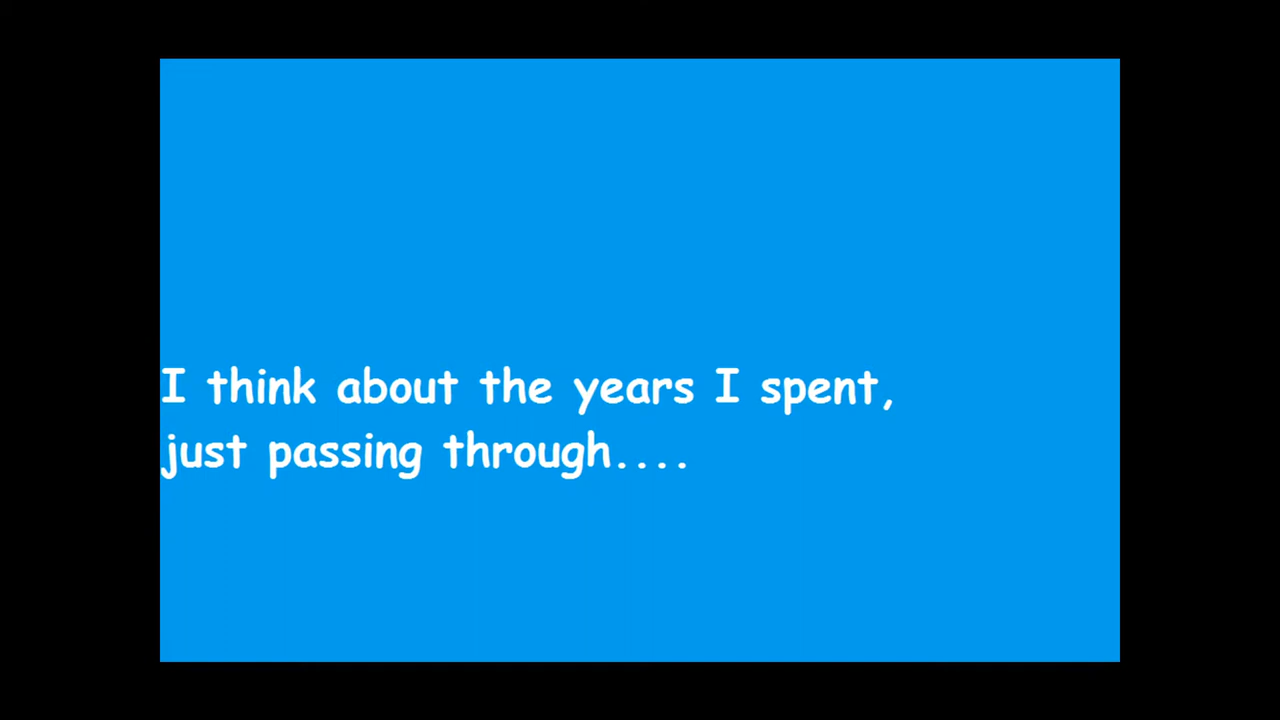 I think about the years I spent,
just passing through....